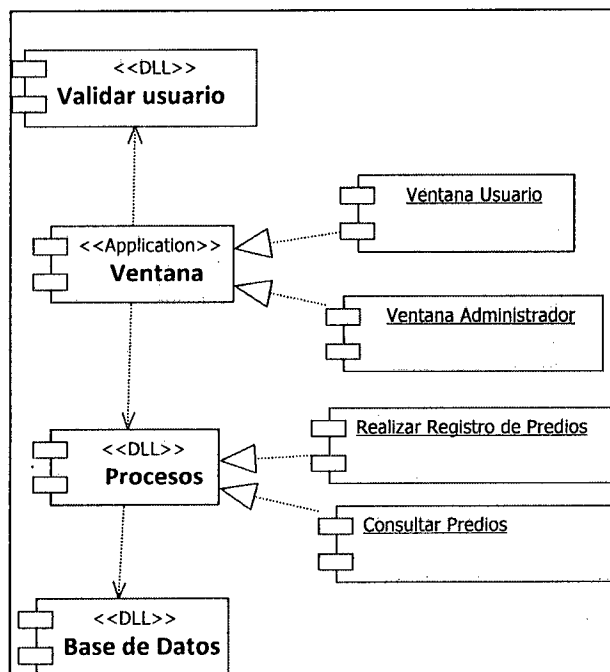 <<DLL>>
Validar usuario
Ventana Usuario
<<Application>>
Ventana
Ventana Administrador
Realizar Registro de Predios
<<DLL>>
Procesos
Consultar Predios
<<DLL>>
Base de Datos